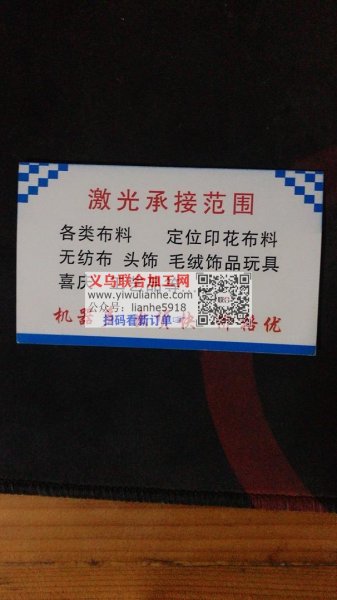 激光承接范围
各类布料 定位印花布料
无纺布 头饰 毛绒饰品玩具
喜庆
义乌联合加工网
www.yiwulianhe.com
公众号: lianhe5918
扫码看新订单
机器 快 价格优